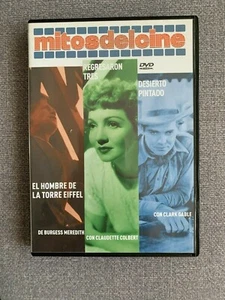 mitosdelcine
REGRESARON
TRES
DVD
DESIERTO
PINTADO
EL HOMBRE DE
LA TORRE EIFFEL
CON CLARK GABLE
DE BURGESS MEREDITH
CON CLAUDETTE COLBERT